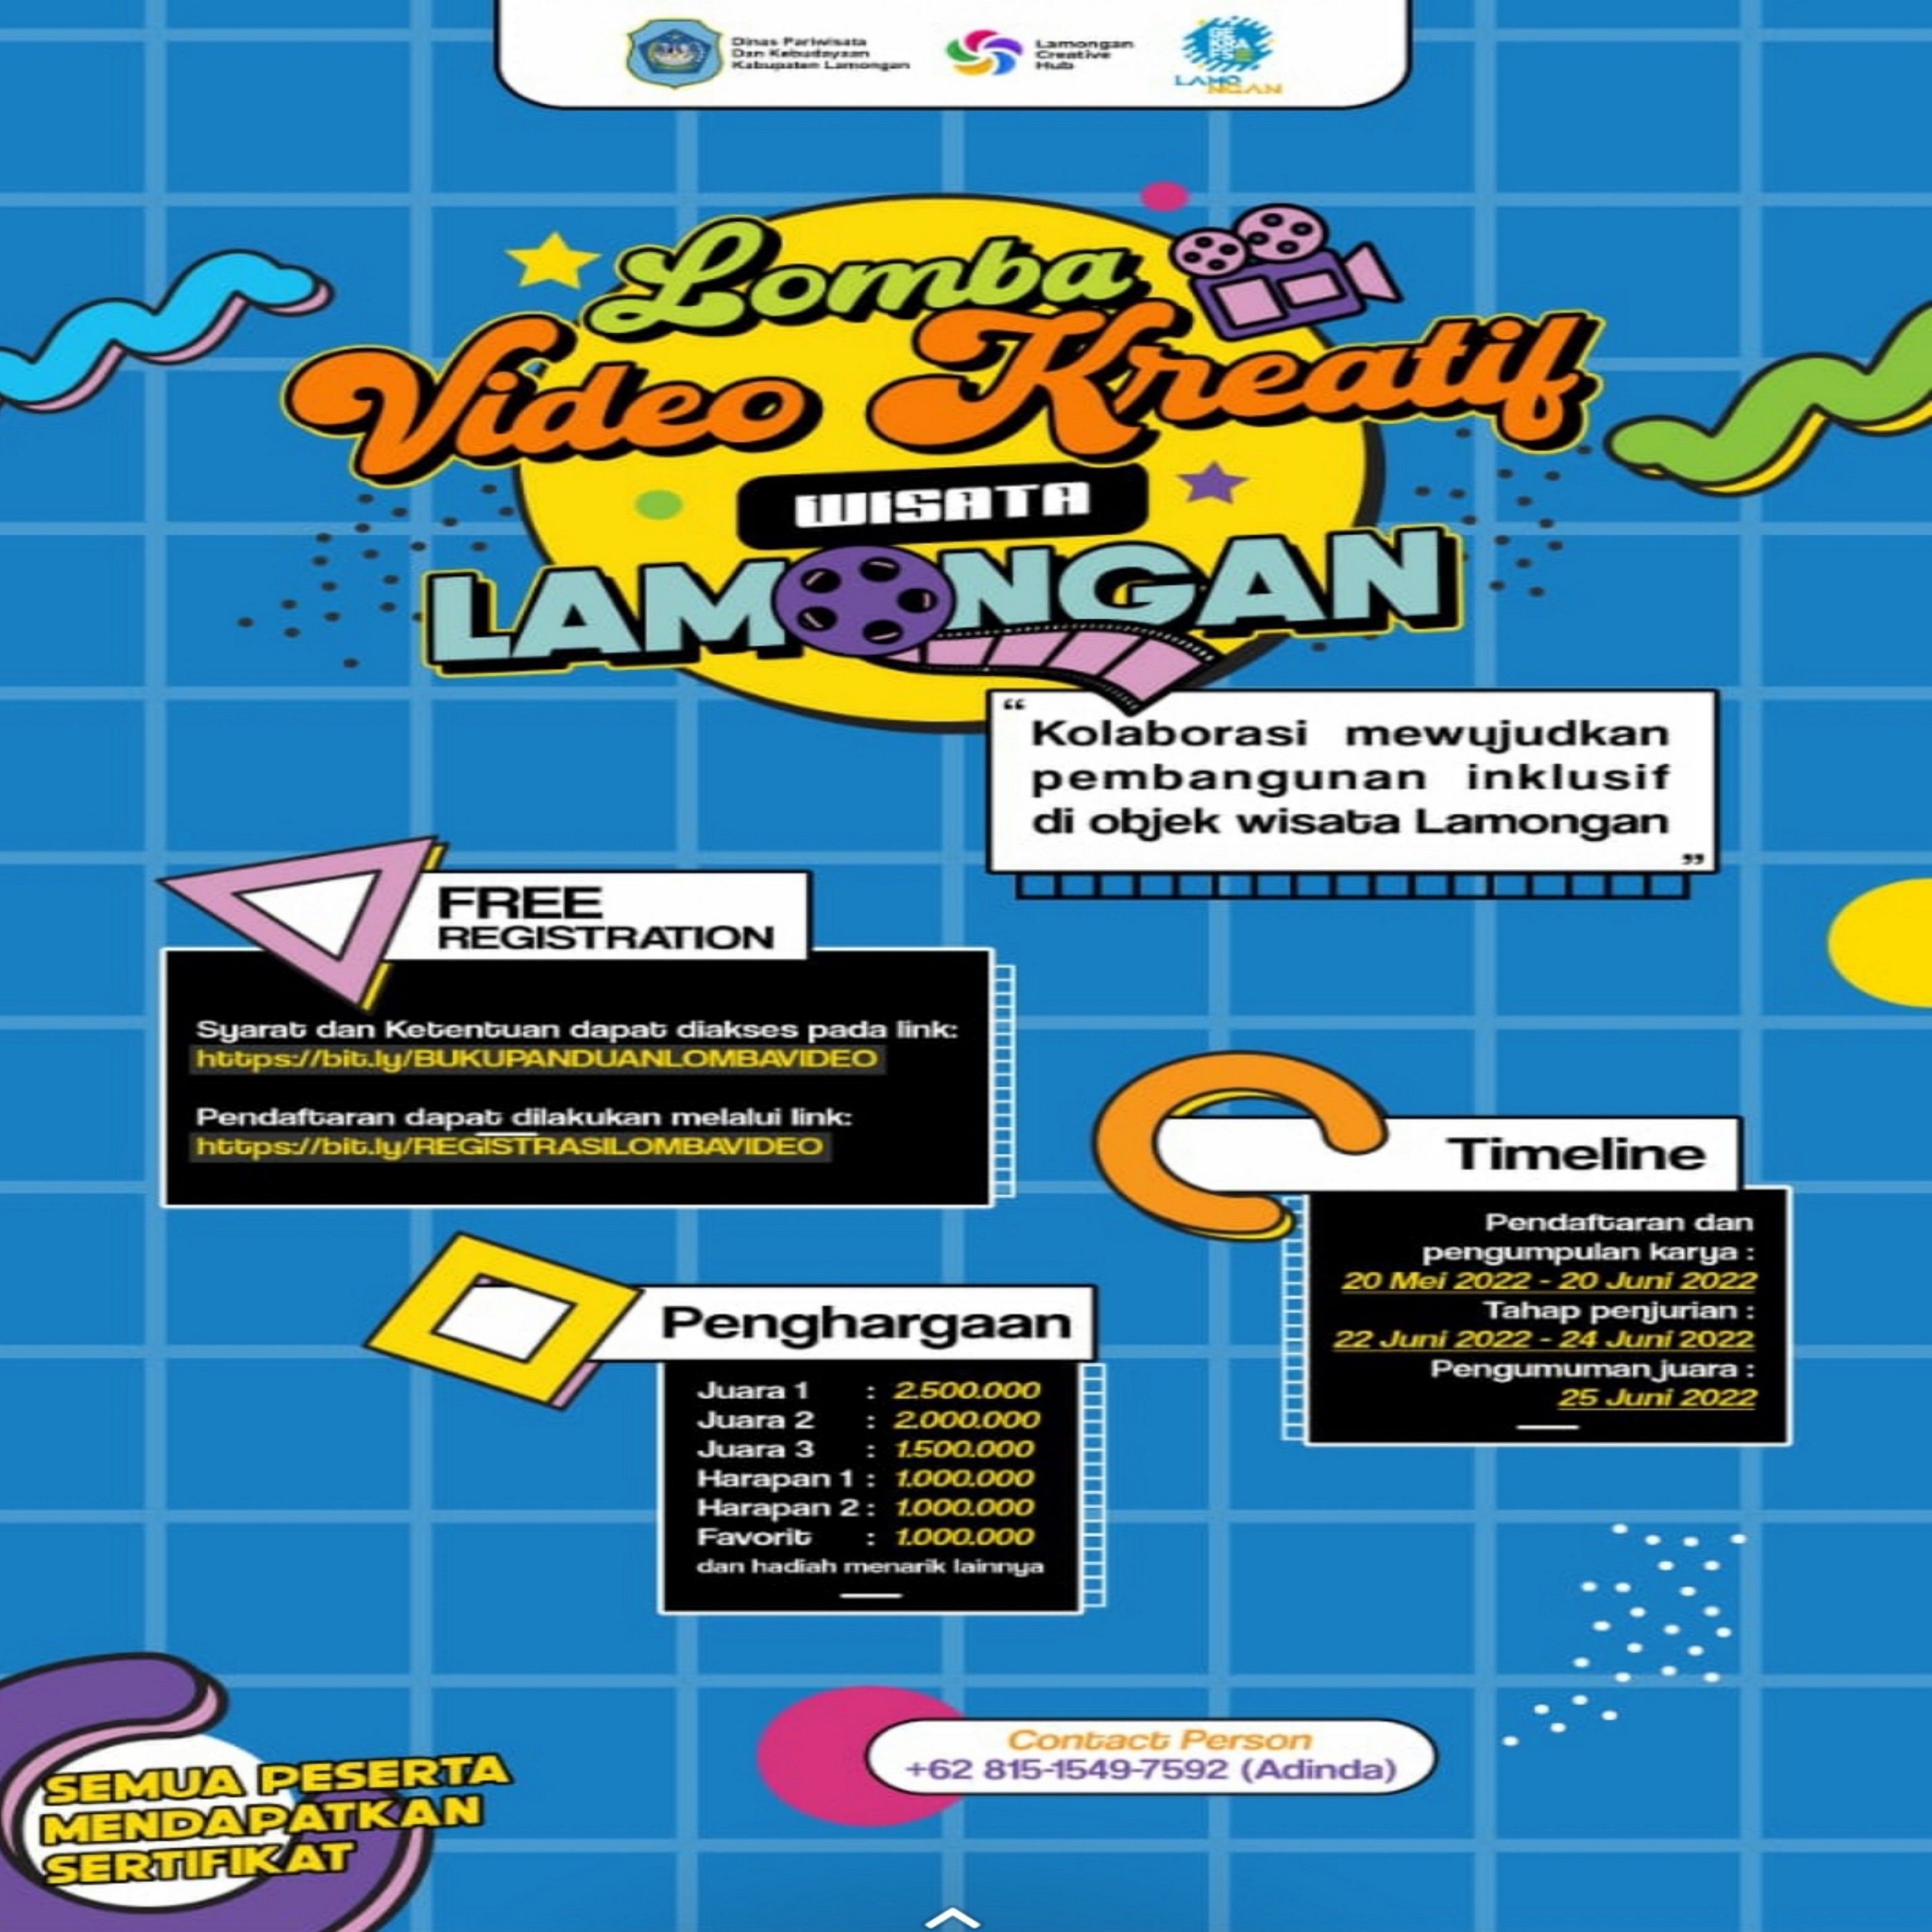 Dinas Pariwisata
Dan Kebudayaan
Kabupaten Lamongan
Lamongan
Creative
Hub
LAMO
NGAN
Lomba
Video Kreatif
WISATA
LAMONGAN
“Kolaborasi mewujudkan
pembangunan inklusif
di objek wisata Lamongan”
FREE
REGISTRATION
Syarat dan Ketentuan dapat diakses pada link:
https://bit.ly/BUKUPANDUANLOMBAVIDEO
Pendaftaran dapat dilakukan melalui link:
https://bit.ly/REGISTRASILOMBAVIDEO
Timeline
Pendaftaran dan
pengumpulan karya :
20 Mei 2022 - 20 Juni 2022
Tahap penjurian :
22 Juni 2022 - 24 Juni 2022
Pengumuman juara :
25 Juni 2022
Penghargaan
Juara 1 : 2.500.000
Juara 2 : 2.000.000
Juara 3 : 1.500.000
Harapan 1 : 1.000.000
Harapan 2 : 1.000.000
Favorit : 1.000.000
dan hadiah menarik lainnya
Contact Person
+62 815-1549-7592 (Adinda)
SEMUA PESERTA
MENDAPATKAN
SERTIFIKAT